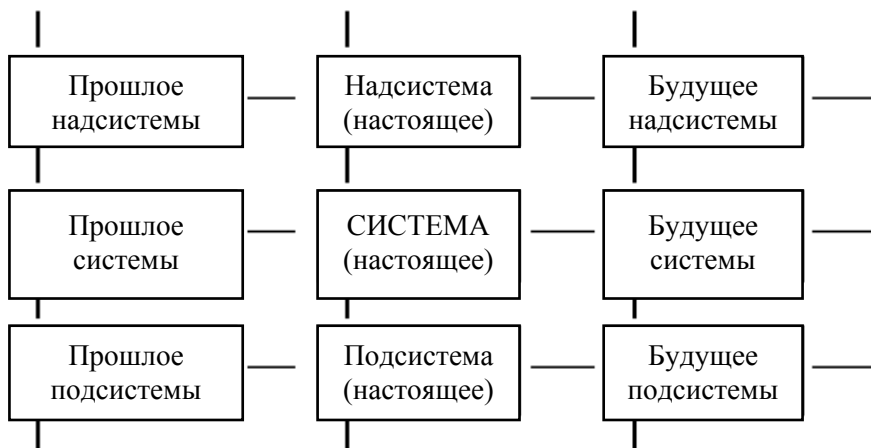 Прошлое
надсистемы
Надсистема
(настоящее)
Будущее
надсистемы
Прошлое
системы
СИСТЕМА
(настоящее)
Будущее
системы
Прошлое
подсистемы
Подсистема
(настоящее)
Будущее
подсистемы